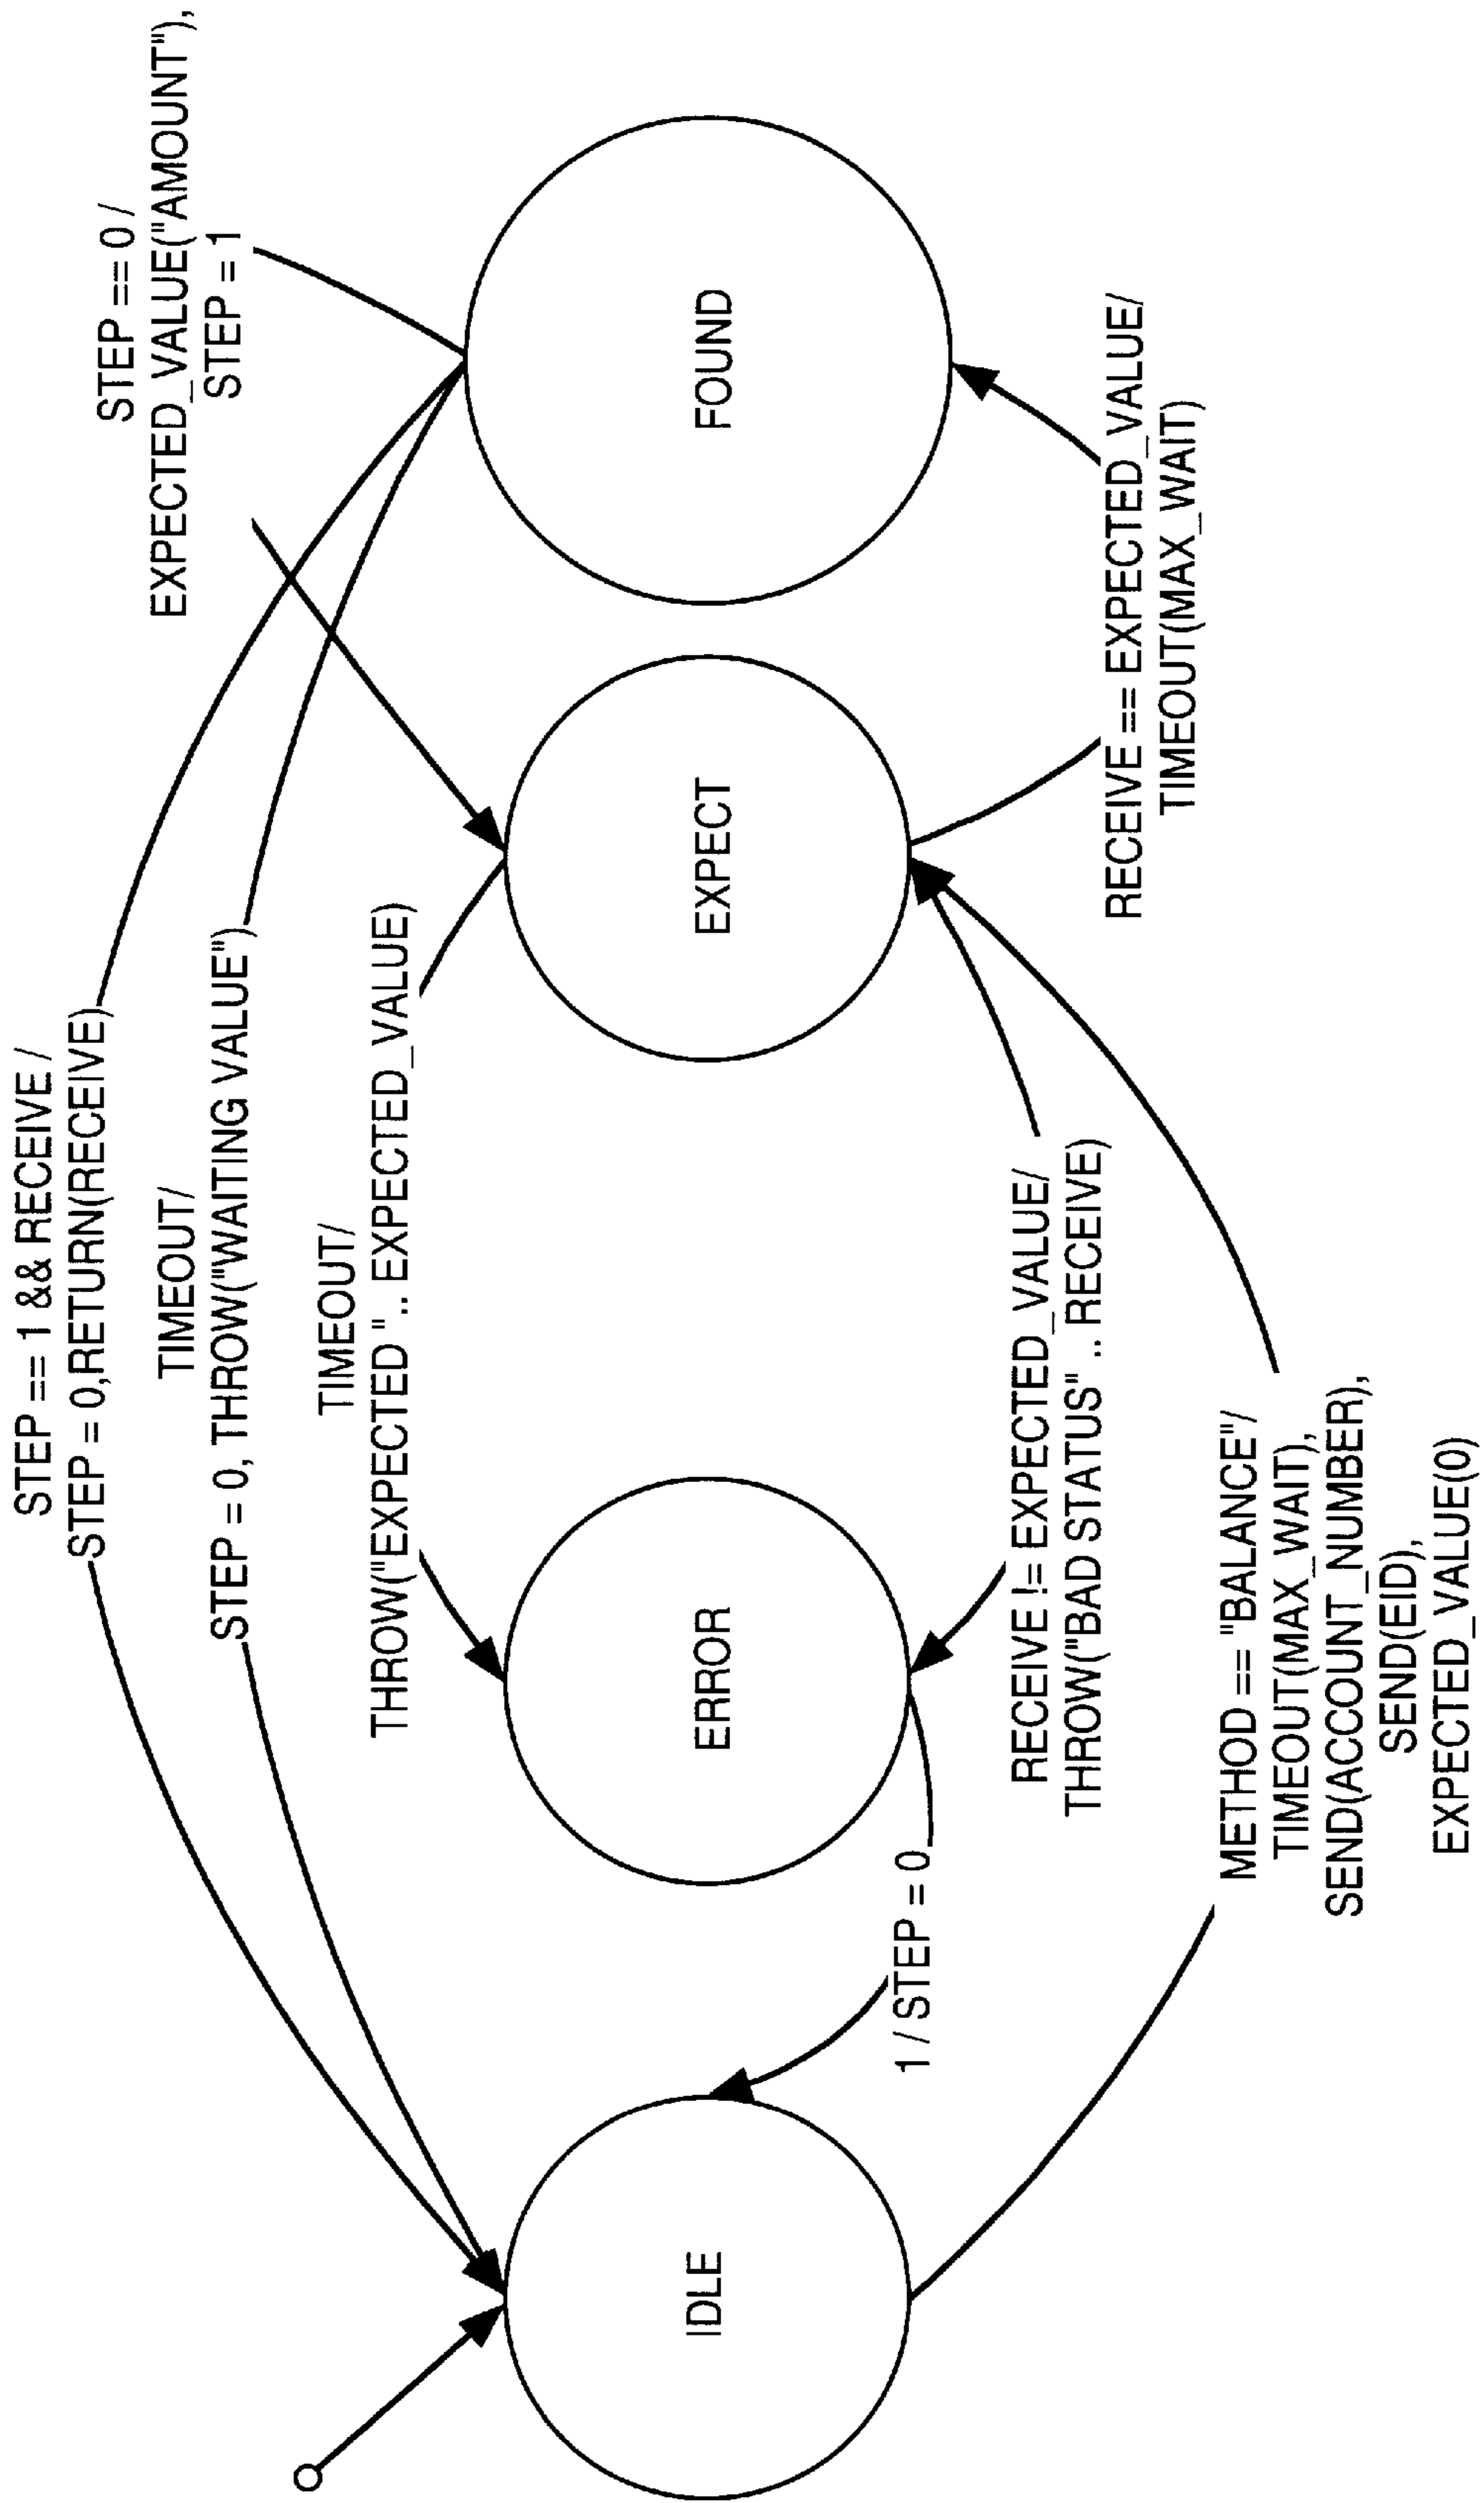 STEP == 1 && RECEIVE /
STEP = 0,RETURN(RECEIVE)
TIMEOUT/
STEP = 0, THROW("WAITING VALUE")
TIMEOUT/
THROW("EXPECTED ".. EXPECTED_VALUE)
STEP == 0 /
EXPECTED_VALUE("AMOUNT"),
STEP = 1
IDLE
ERROR
EXPECT
FOUND
1 / STEP = 0
RECEIVE != EXPECTED_VALUE/
THROW("BAD STATUS" .. RECEIVE)
RECEIVE == EXPECTED_VALUE/
TIMEOUT(MAX_WAIT)
METHOD == "BALANCE"/
TIMEOUT(MAX_WAIT),
SEND(ACCOUNT_NUMBER),
SEND(EID),
EXPECTED_VALUE(0)